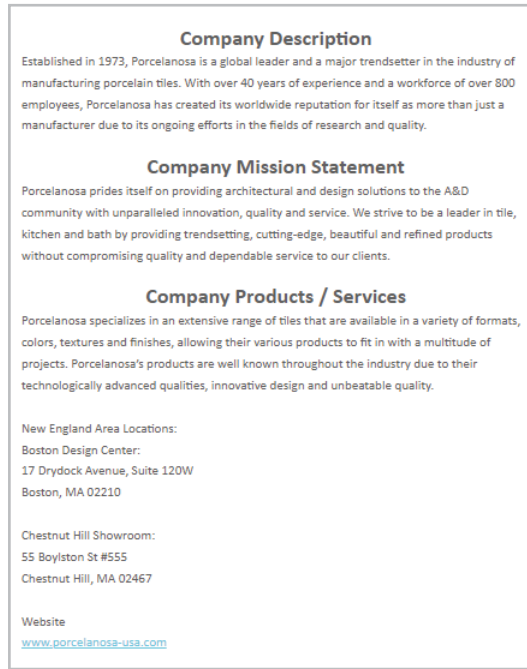 Company Description
Established in 1973, Porcelanosa is a global leader and a major trendsetter in the industry of
manufacturing porcelain tiles. With over 40 years of experience and a workforce of over 800
employees, Porcelanosa has created its worldwide reputation for itself as more than just a
manufacturer due to its ongoing efforts in the fields of research and quality.
Company Mission Statement
Porcelanosa prides itself on providing architectural and design solutions to the A&D
community with unparalleled innovation, quality and service. We strive to be a leader in tile,
kitchen and bath by providing trendsetting, cutting-edge, beautiful and refined products
without compromising quality and dependable service to our clients.
Company Products / Services
Porcelanosa specializes in an extensive range of tiles that are available in a variety of formats,
colors, textures and finishes, allowing their various products to fit in with a multitude of
projects. Porcelanosa's products are well known throughout the industry due to their
technologically advanced qualities, innovative design and unbeatable quality.
New England Area Locations:
Boston Design Center:
17 Drydock Avenue, Suite 120W
Boston, MA 02210
Chestnut Hill Showroom:
55 Boylston St #555
Chestnut Hill, MA 02467
Website
www.porcelanosa-usa.com